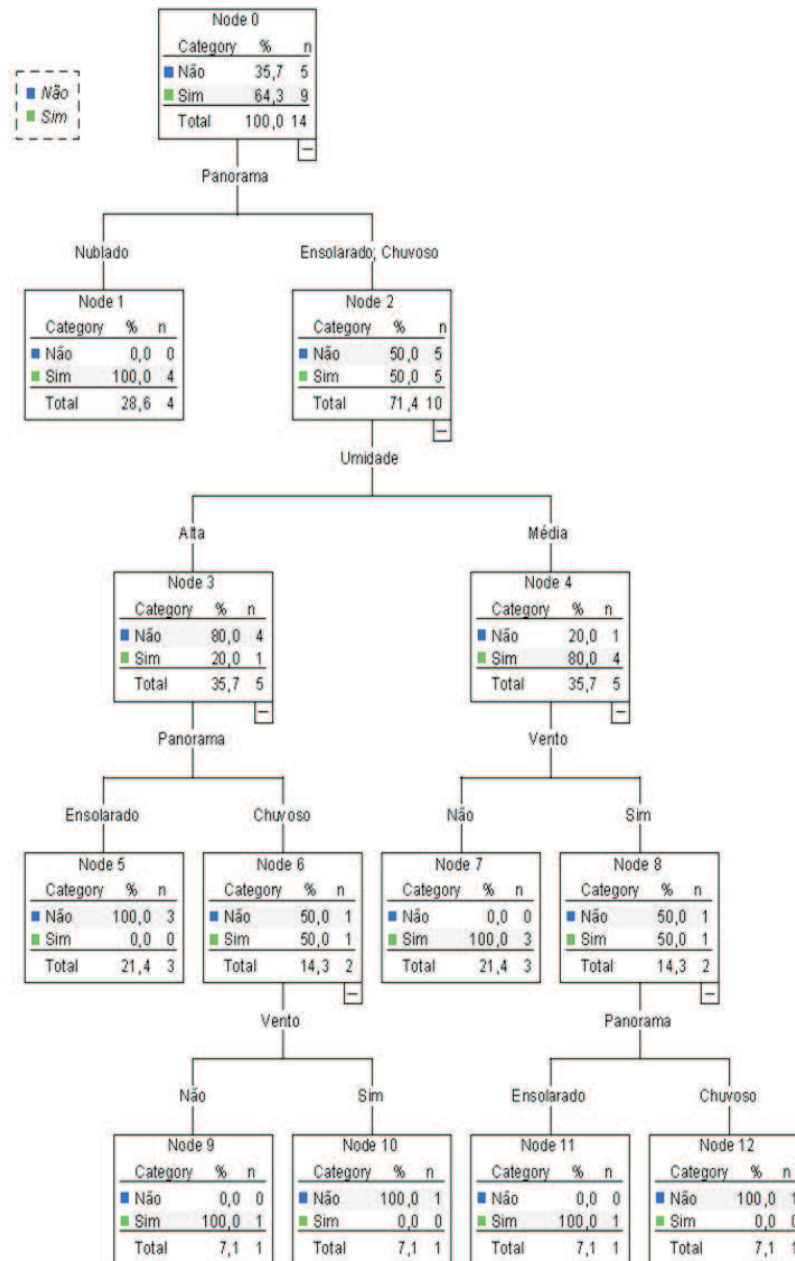 Node 0
Category % n
Não 35,7 5
Sim 64,3 9
Total 100,0 14
Não
Sim
Panorama
Nublado
Ensolarado; Chuvoso
Node 1
Category % n
Não 0,0 0
Sim 100,0 4
Total 28,6 4
Node 2
Category % n
Não 50,0 5
Sim 50,0 5
Total 71,4 10
Umidade
Alta
Média
Node 3
Category % n
Não 80,0 4
Sim 20,0 1
Total 35,7 5
Node 4
Category % n
Não 20,0 1
Sim 80,0 4
Total 35,7 5
Panorama
Vento
Ensolarado
Chuvoso
Não
Sim
Node 5
Category % n
Não 100,0 3
Sim 0,0 0
Total 21,4 3
Node 6
Category % n
Não 50,0 1
Sim 50,0 1
Total 14,3 2
Node 7
Category % n
Não 0,0 0
Sim 100,0 3
Total 21,4 3
Node 8
Category % n
Não 50,0 1
Sim 50,0 1
Total 14,3 2
Vento
Panorama
Não
Sim
Ensolarado
Chuvoso
Node 9
Category % n
Não 0,0 0
Sim 100,0 1
Total 7,1 1
Node 10
Category % n
Não 100,0 1
Sim 0,0 0
Total 7,1 1
Node 11
Category % n
Não 0,0 0
Sim 100,0 1
Total 7,1 1
Node 12
Category % n
Não 100,0 1
Sim 0,0 0
Total 7,1 1